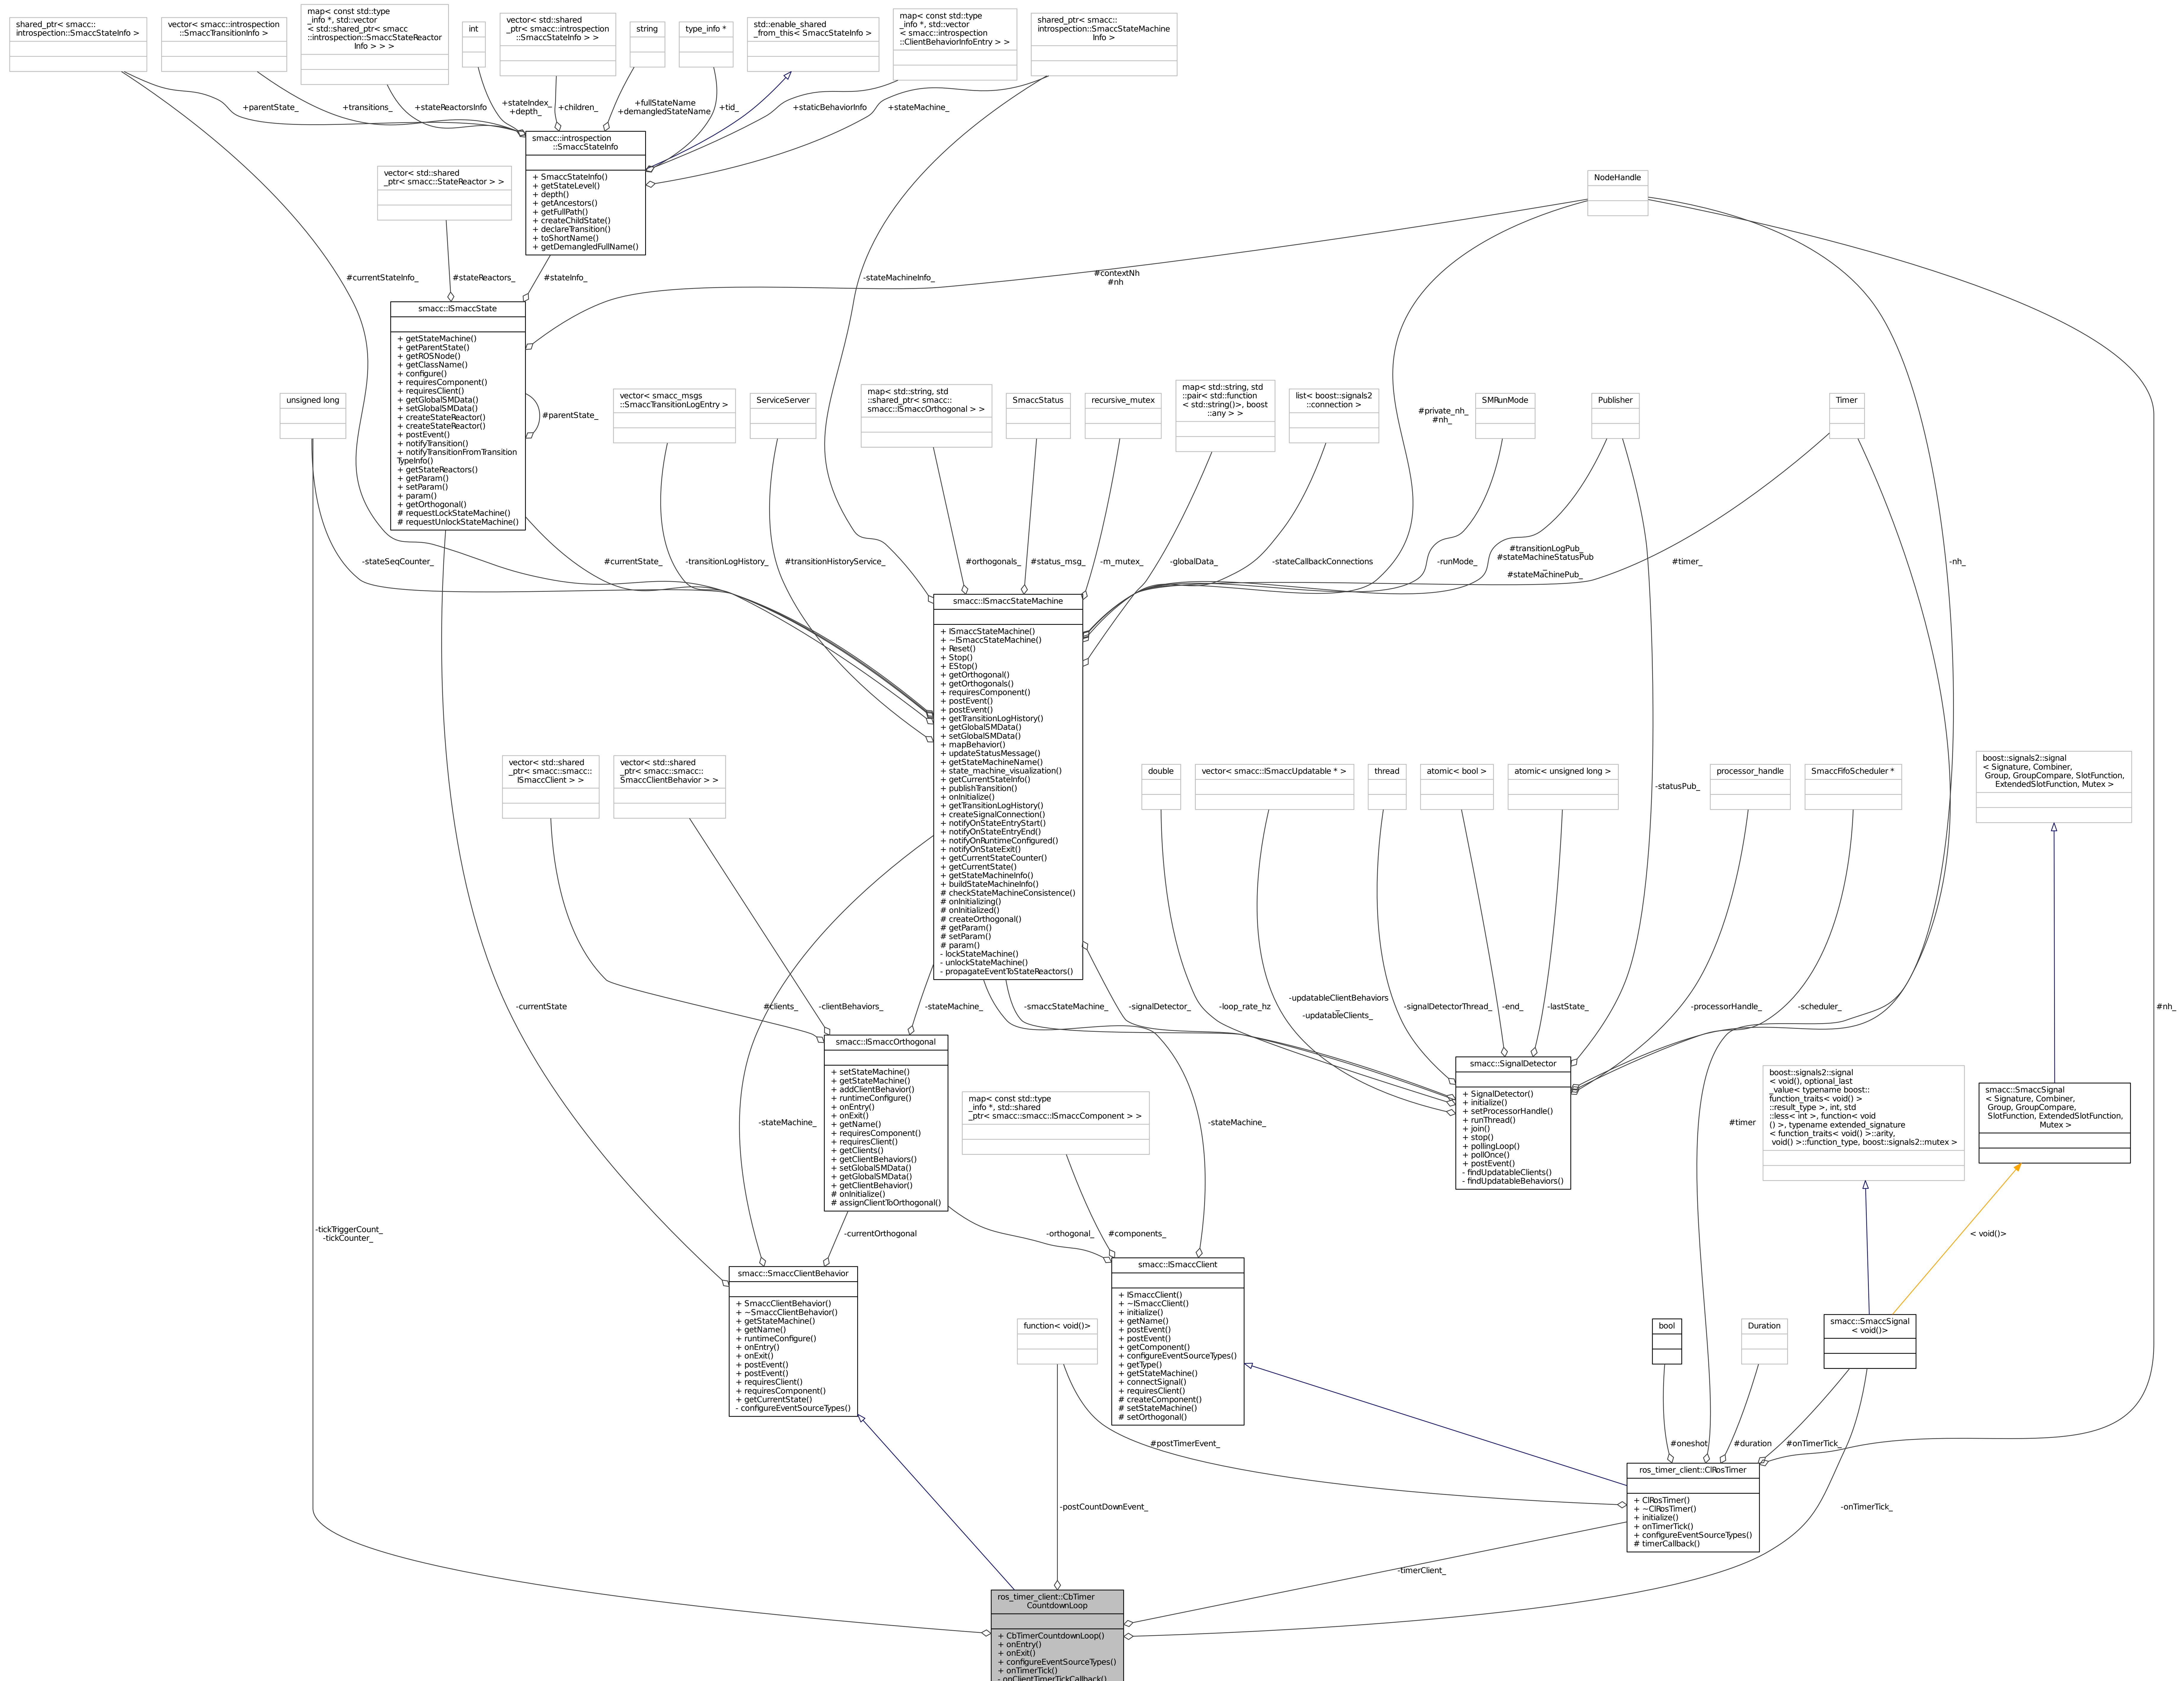 shared_ptr< smacc::
introspection::SmaccStateInfo >
vector< smacc::introspection
::SmaccTransitionInfo >
map< const std::type
_info *, std::vector
< std::shared_ptr< smacc
::introspection::SmaccStateReactor
Info > > >
int
vector< std::shared
_ptr< smacc::introspection
::SmaccStateInfo > >
string
type_info *
std::enable_shared
_from_this< SmaccStateInfo >
map< const std::type
_info *, std::vector
< smacc::introspection
::ClientBehaviorInfoEntry > >
shared_ptr< smacc::
introspection::SmaccStateMachine
Info >
+parentState_
+transitions_
+stateReactorsInfo
+stateIndex_
+depth_
+children_
+fullStateName
+demangledStateName
+tid_
+staticBehaviorInfo
+stateMachine_
smacc::introspection
::SmaccStateInfo
+ SmaccStateInfo()
+ getStateLevel()
+ depth()
+ getAncestors()
+ getFullPath()
+ createChildState()
+ declareTransition()
+ toShortName()
+ getDemangledFullName()
vector< std::shared
_ptr< smacc::StateReactor > >
NodeHandle
#currentStateInfo_
#stateReactors_
#stateInfo_
-stateMachineInfo_
#contextNh
#nh
smacc::ISmaccState
+ getStateMachine()
+ getParentState()
+ getROSNode()
+ getClassName()
+ configure()
+ requiresComponent()
+ requiresClient()
+ getGlobalSMData()
+ setGlobalSMData()
+ createStateReactor()
+ createStateReactor()
+ postEvent()
+ notifyTransition()
+ notifyTransitionFromTransition
TypeInfo()
+ getStateReactors()
+ getParam()
+ setParam()
+ param()
+ getOrthogonal()
# requestLockStateMachine()
# requestUnlockStateMachine()
#parentState_
unsigned long
vector< smacc_msgs
::SmaccTransitionLogEntry >
ServiceServer
map< std::string, std
::shared_ptr< smacc::
smacc::ISmaccOrthogonal > >
SmaccStatus
recursive_mutex
map< std::string, std
::pair< std::function
< std::string()>, boost
::any > >
list< boost::signals2
::connection >
#private_nh_
#nh_
SMRunMode
Publisher
Timer
-stateSeqCounter_
#currentState_
-transitionLogHistory_
#transitionHistoryService_
#orthogonals_
#status_msg_
-m_mutex_
-globalData_
-stateCallbackConnections
-runMode_
#transitionLogPub_
#stateMachineStatusPub
_
#stateMachinePub_
#timer_
-nh_
smacc::ISmaccStateMachine
+ ISmaccStateMachine()
+ ~ISmaccStateMachine()
+ Reset()
+ Stop()
+ EStop()
+ getOrthogonal()
+ getOrthogonals()
+ requiresComponent()
+ postEvent()
+ postEvent()
+ getTransitionLogHistory()
+ getGlobalSMData()
+ setGlobalSMData()
+ mapBehavior()
+ updateStatusMessage()
+ getStateMachineName()
+ state_machine_visualization()
+ getCurrentStateInfo()
+ publishTransition()
+ onInitialize()
+ getTransitionLogHistory()
+ createSignalConnection()
+ notifyOnStateEntryStart()
+ notifyOnStateEntryEnd()
+ notifyOnRuntimeConfigured()
+ notifyOnStateExit()
+ getCurrentStateCounter()
+ getCurrentState()
+ getStateMachineInfo()
+ buildStateMachineInfo()
# checkStateMachineConsistence()
# onInitializing()
# onInitialized()
# createOrthogonal()
# getParam()
# setParam()
# param()
- lockStateMachine()
- unlockStateMachine()
- propagateEventToStateReactors()
vector< std::shared
_ptr< smacc::smacc::
ISmaccClient > >
vector< std::shared
_ptr< smacc::smacc::
SmaccClientBehavior > >
double
vector< smacc::ISmaccUpdatable * >
thread
atomic< bool >
atomic< unsigned long >
-statusPub_
processor_handle
SmaccFifoScheduler *
boost::signals2::signal
< Signature, Combiner,
Group, GroupCompare, SlotFunction,
ExtendedSlotFunction, Mutex >
-currentState
#clients_
-clientBehaviors_
-stateMachine_
-smaccStateMachine_
-signalDetector_
-loop_rate_hz
-updatableClientBehaviors
_
-updatableClients_
-signalDetectorThread_
-end_
-lastState_
-processorHandle_
-scheduler_
#nh_
smacc::ISmaccOrthogonal
+ setStateMachine()
+ getStateMachine()
+ addClientBehavior()
+ runtimeConfigure()
+ onEntry()
+ onExit()
+ getName()
+ requiresComponent()
+ requiresClient()
+ getClients()
+ getClientBehaviors()
+ setGlobalSMData()
+ getGlobalSMData()
+ getClientBehavior()
# onInitialize()
# assignClientToOrthogonal()
smacc::SignalDetector
+ SignalDetector()
+ initialize()
+ setProcessorHandle()
+ runThread()
+ join()
+ stop()
+ pollingLoop()
+ pollOnce()
+ postEvent()
- findUpdatableClients()
- findUpdatableBehaviors()
map< const std::type
_info *, std::shared
_ptr< smacc::smacc::ISmaccComponent > >
boost::signals2::signal
< void(), optional_last
_value< typename boost::
function_traits< void() >
::result_type >, int, std
::less< int >, function< void
() >, typename extended_signature
< function_traits< void() >::arity,
void() >::function_type, boost::signals2::mutex >
smacc::SmaccSignal
< Signature, Combiner,
Group, GroupCompare,
SlotFunction, ExtendedSlotFunction,
Mutex >
-stateMachine_
-stateMachine_
#timer
-tickTriggerCount_
-tickCounter_
-currentOrthogonal
-orthogonal_
#components_
< void()>
smacc::SmaccClientBehavior
+ SmaccClientBehavior()
+ ~SmaccClientBehavior()
+ getStateMachine()
+ getName()
+ runtimeConfigure()
+ onEntry()
+ onExit()
+ postEvent()
+ postEvent()
+ requiresClient()
+ requiresComponent()
+ getCurrentState()
- configureEventSourceTypes()
function< void()>
smacc::ISmaccClient
+ ISmaccClient()
+ ~ISmaccClient()
+ initialize()
+ getName()
+ postEvent()
+ postEvent()
+ getComponent()
+ configureEventSourceTypes()
+ getType()
+ getStateMachine()
+ connectSignal()
+ requiresClient()
# createComponent()
# setStateMachine()
# setOrthogonal()
bool
Duration
smacc::SmaccSignal
< void()>
#postTimerEvent_
#oneshot
#duration
#onTimerTick_
ros_timer_client::ClRosTimer
+ ClRosTimer()
+ ~ClRosTimer()
+ initialize()
+ onTimerTick()
+ configureEventSourceTypes()
# timerCallback()
-postCountDownEvent_
-onTimerTick_
-timerClient_
ros_timer_client::CbTimer
CountdownLoop
+ CbTimerCountdownLoop()
+ onEntry()
+ onExit()
+ configureEventSourceTypes()
+ onTimerTick()
- onClientTimerTickCallback()